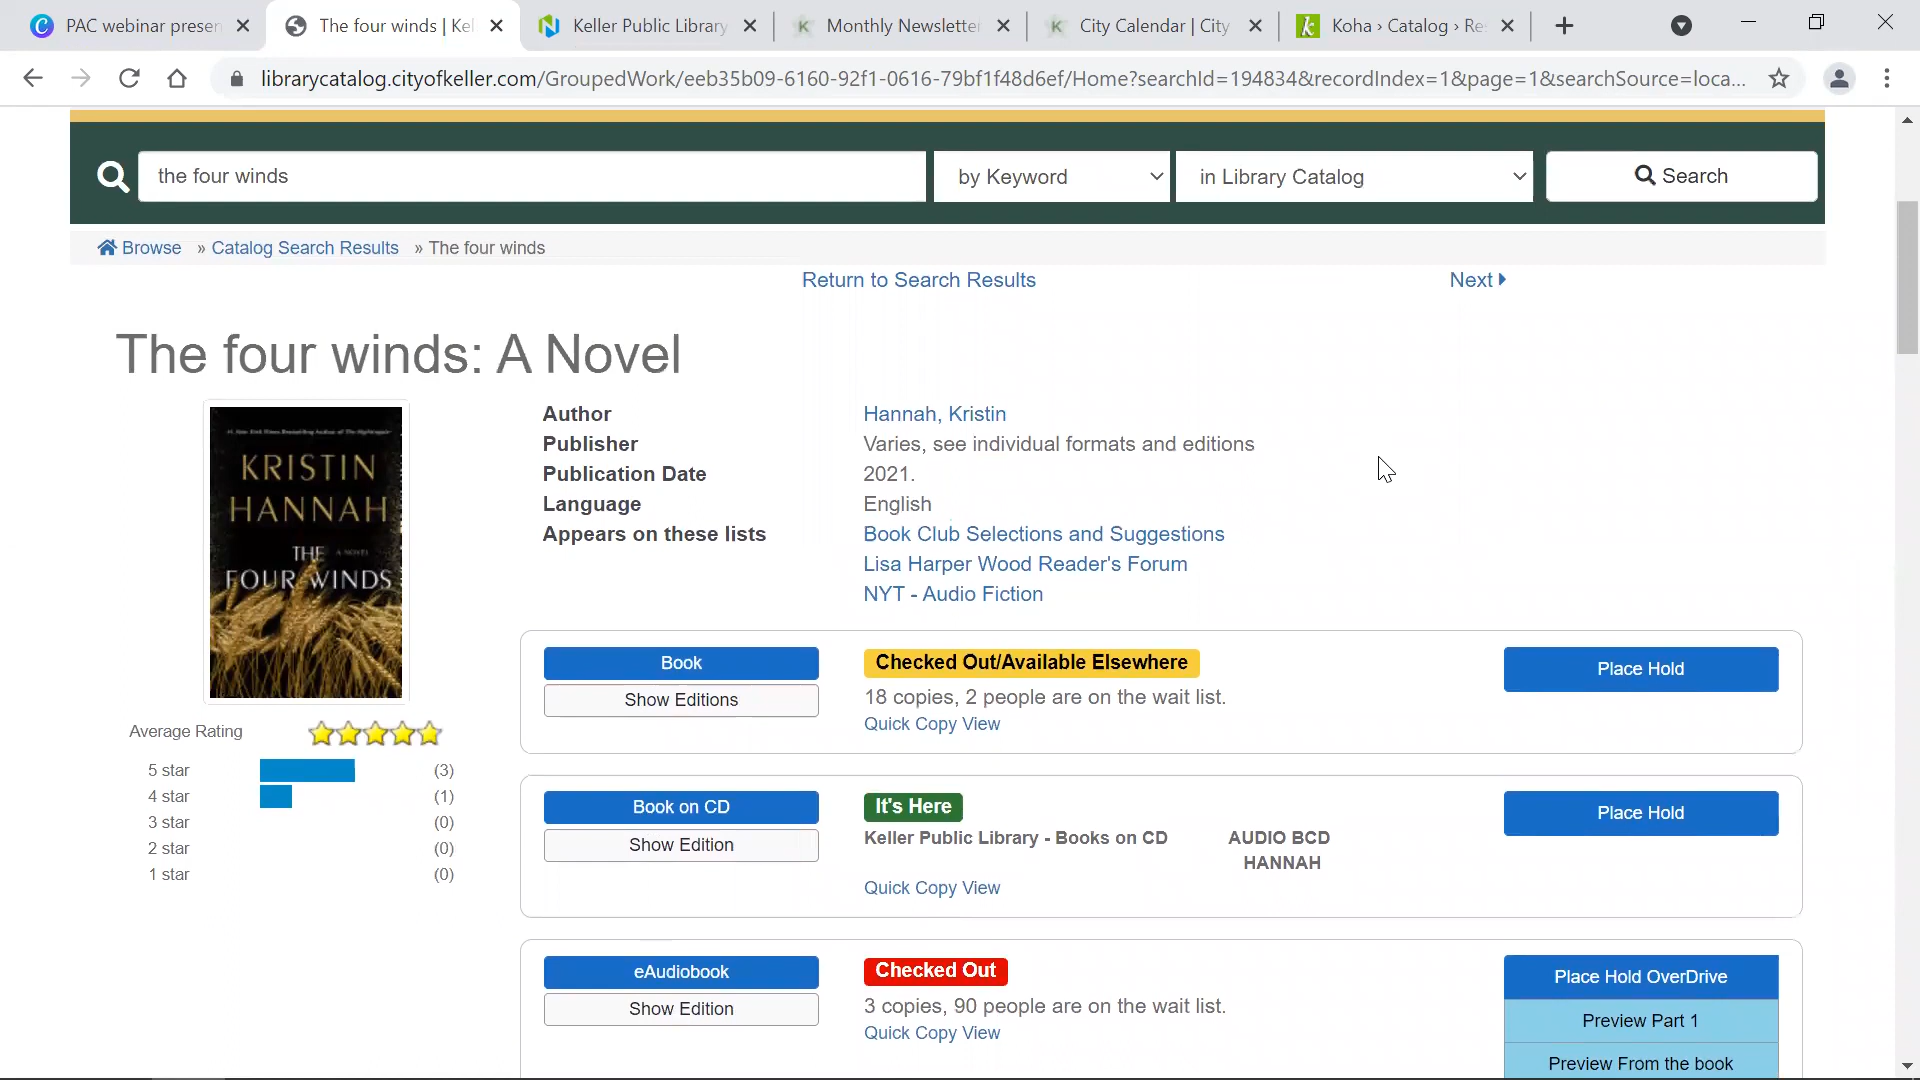 PAC webinar presen
The four winds | Kel
Keller Public Library
Monthly Newsletter
City Calendar | City
Koha › Catalog › Re
librarycatalog.cityofkeller.com/GroupedWork/eeb35b09-6160-92f1-0616-79bf1f48d6ef/Home?searchId=194834&recordIndex=1&page=1&searchSource=loca...
the four winds
by Keyword
in Library Catalog
Search
Browse » Catalog Search Results » The four winds
Return to Search Results
Next
The four winds: A Novel
KRISTIN
HANNAH
THE A NOVEL
FOUR WINDS
Average Rating
5 star (3)
4 star (1)
3 star (0)
2 star (0)
1 star (0)
Author Hannah, Kristin
Publisher Varies, see individual formats and editions
Publication Date 2021.
Language English
Appears on these lists Book Club Selections and Suggestions
Lisa Harper Wood Reader's Forum
NYT - Audio Fiction
Book
Show Editions
Checked Out/Available Elsewhere
18 copies, 2 people are on the wait list.
Quick Copy View
Place Hold
Book on CD
Show Edition
It's Here
Keller Public Library - Books on CD AUDIO BCD
HANNAH
Quick Copy View
Place Hold
eAudiobook
Show Edition
Checked Out
3 copies, 90 people are on the wait list.
Quick Copy View
Place Hold OverDrive
Preview Part 1
Preview From the book